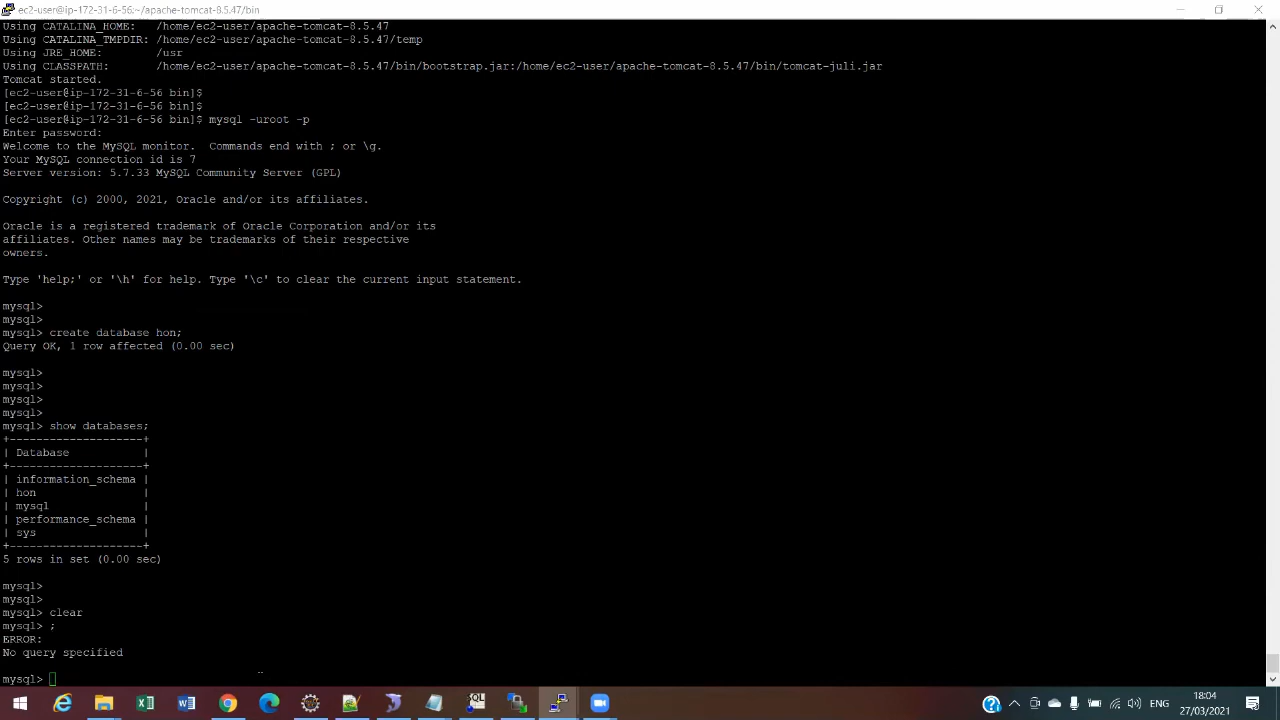 ec2-user@ip-172-31-6-56:~/apache-tomcat-8.5.47/bin
Using CATALINA_HOME:   /home/ec2-user/apache-tomcat-8.5.47
Using CATALINA_TMPDIR: /home/ec2-user/apache-tomcat-8.5.47/temp
Using JRE_HOME:        /usr
Using CLASSPATH:       /home/ec2-user/apache-tomcat-8.5.47/bin/bootstrap.jar:/home/ec2-user/apache-tomcat-8.5.47/bin/tomcat-juli.jar
Tomcat started.
[ec2-user@ip-172-31-6-56 bin]$
[ec2-user@ip-172-31-6-56 bin]$
[ec2-user@ip-172-31-6-56 bin]$ mysql -uroot -p
Enter password:
Welcome to the MySQL monitor.  Commands end with ; or \g.
Your MySQL connection id is 7
Server version: 5.7.33 MySQL Community Server (GPL)
Copyright (c) 2000, 2021, Oracle and/or its affiliates.
Oracle is a registered trademark of Oracle Corporation and/or its
affiliates. Other names may be trademarks of their respective
owners.
Type 'help;' or '\h' for help. Type '\c' to clear the current input statement.
mysql>
mysql>
mysql> create database hon;
Query OK, 1 row affected (0.00 sec)
mysql>
mysql>
mysql>
mysql>
mysql> show databases;
+--------------------+
| Database           |
+--------------------+
| information_schema |
| hon                |
| mysql              |
| performance_schema |
| sys                |
+--------------------+
5 rows in set (0.00 sec)
mysql>
mysql>
mysql> clear
mysql> ;
ERROR:
No query specified
mysql>
ENG
18:04
27/03/2021